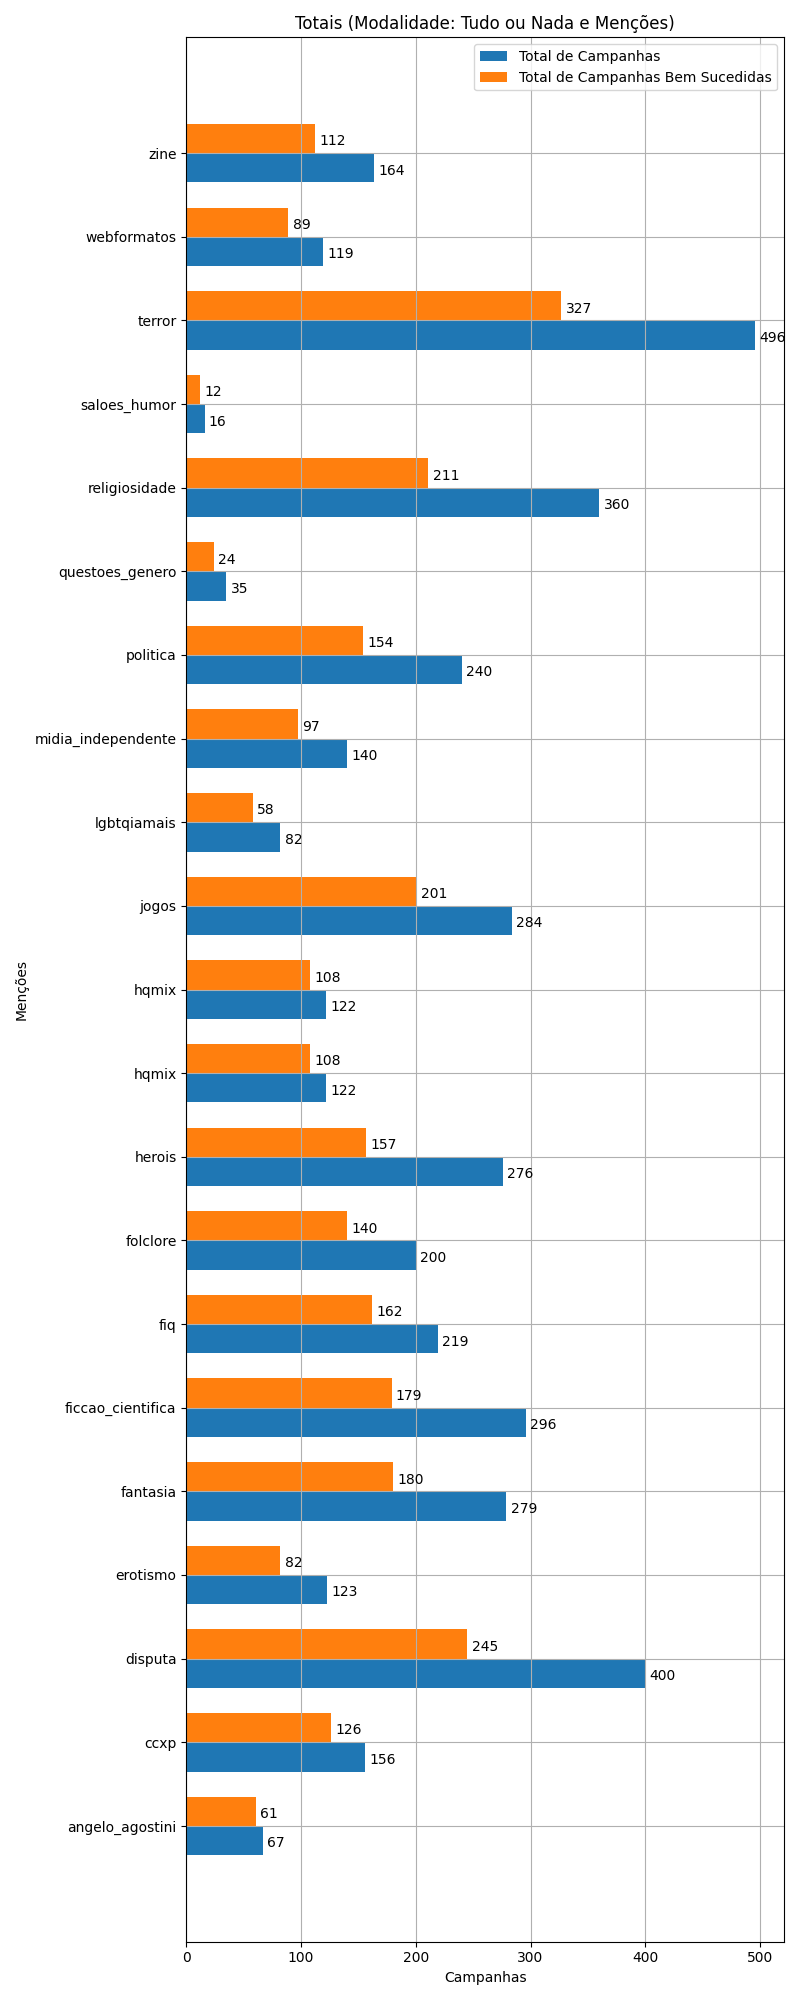 Totais (Modalidade: Tudo ou Nada e Menções)
Total de Campanhas
Total de Campanhas Bem Sucedidas
zine
112
164
webformatos
89
119
terror
327
496
saloes_humor
12
16
religiosidade
211
360
questoes_genero
24
35
politica
154
240
midia_independente
97
140
lgbtqiamais
58
82
jogos
201
284
hqmix
108
122
hqmix
108
122
herois
157
276
folclore
140
200
fiq
162
219
ficcao_cientifica
179
296
fantasia
180
279
erotismo
82
123
disputa
245
400
ccxp
126
156
angelo_agostini
61
67
Menções
0 100 200 300 400 500
Campanhas